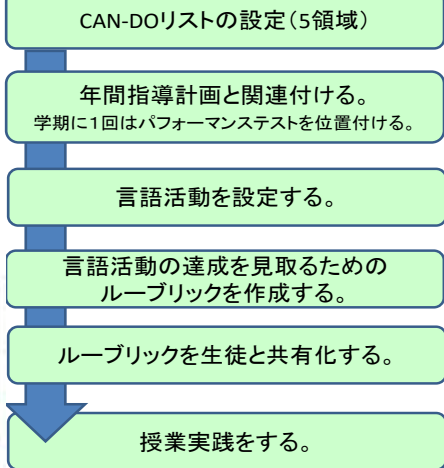 CAN-DOリストの設定（5領域）
年間指導計画と関連付ける。
学期に１回はパフォーマンステストを位置付ける。
言語活動を設定する。
言語活動の達成を見取るための
ルーブリックを作成する。
ルーブリックを生徒と共有化する。
授業実践をする。